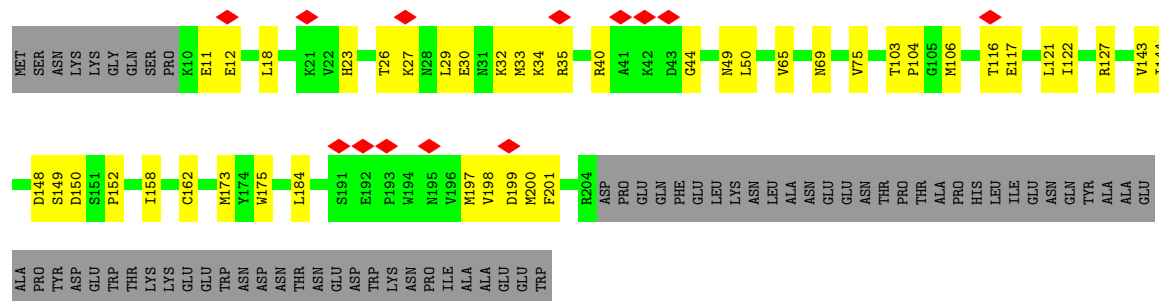 MET SER ASN LYS LYS GLY GLN SER PRO K10 E11 E12 L18 K21 V22 H23 T26 K27 N28 L29 E30 N31 K32 M33 K34 R35 R40 A41 K42 D43 G44 N49 L50 V65 N69 V75 T103 P104 G105 M106 T116 E117 L121 I122 R127 V143 I144
D148 S149 D150 S151 P152 I158 C162 M173 Y174 W175 L184 S191 E192 P193 W194 N195 V196 M197 V198 D199 M200 F201 R204 ASP PRO GLU GLN PHE GLU LEU LYS ASN LEU ALA ASN GLU GLU ASN THR PRO THR ALA PRO HIS LEU ILE GLU ASN GLN TYR ALA ALA GLU
ALA PRO TYR ASP GLU TRP THR LYS LYS GLU GLU TRP ASN ASP ASN THR ASN GLU ASP TRP LYS ASN PRO ILE ALA ALA GLU GLU TRP